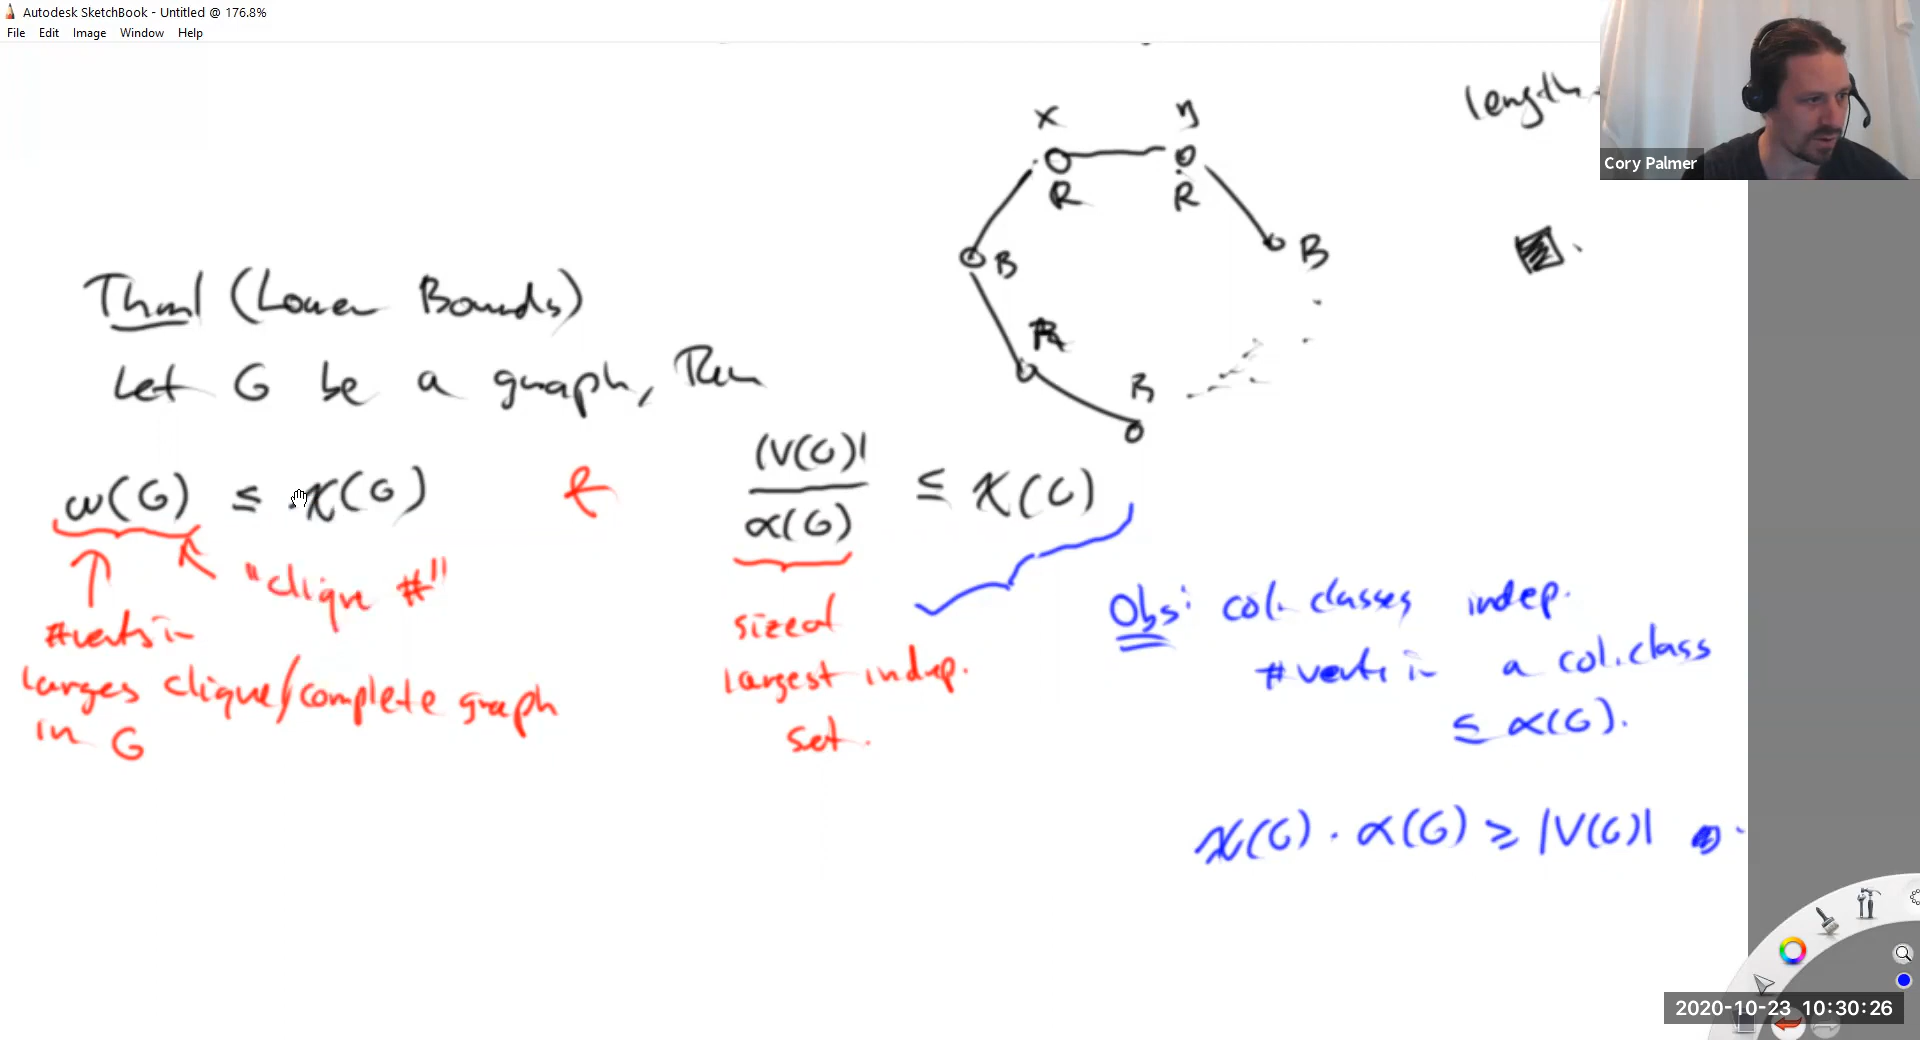 Autodesk SketchBook - Untitled @ 176.8%
File Edit Image Window Help
Cory Palmer
length
x y
R R
B B
R
B
Thm (Lower Bounds)
Let G be a graph, Then
ω(G) ≤ χ(G) & |V(G)| / α(G) ≤ χ(G)
"clique #"
#verts in
larges clique/complete graph
in G
size of
largest indep.
set.
Obs: col. classes indep.
#verts in a col. class
≤ α(G).
χ(G) · α(G) ≥ |V(G)|
2020-10-23 10:30:26